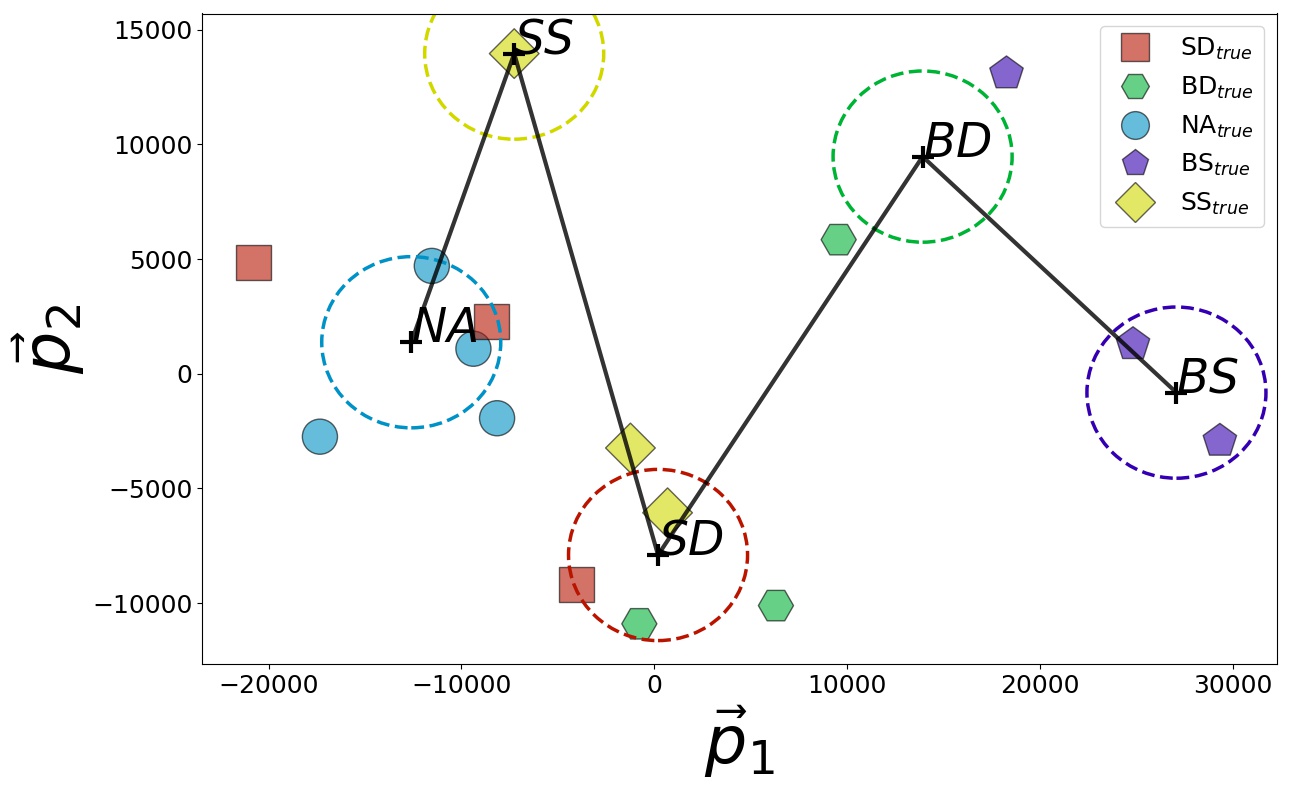 15000
10000
5000
0
−5000
−10000
p⃗₂
SS
BD
NA
BS
SD
SD_true
BD_true
NA_true
BS_true
SS_true
−20000
−10000
0
10000
20000
30000
p⃗₁